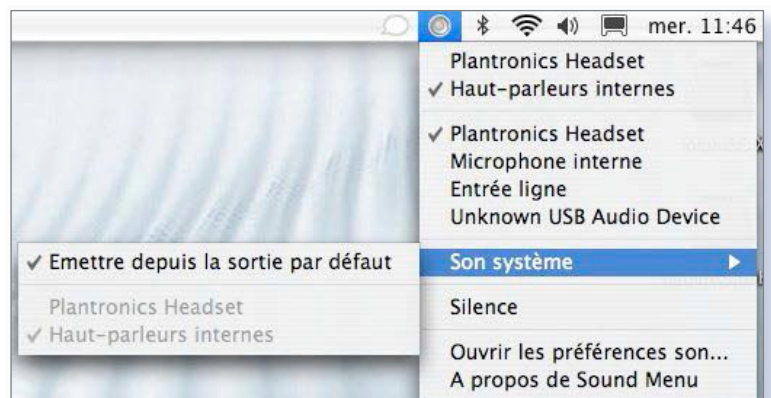 mer. 11:46
Plantronics Headset
✓ Haut-parleurs internes
✓ Plantronics Headset
Microphone interne
Entrée ligne
Unknown USB Audio Device
Son système
✓ Emettre depuis la sortie par défaut
Plantronics Headset
✓ Haut-parleurs internes
Silence
Ouvrir les préférences son...
A propos de Sound Menu